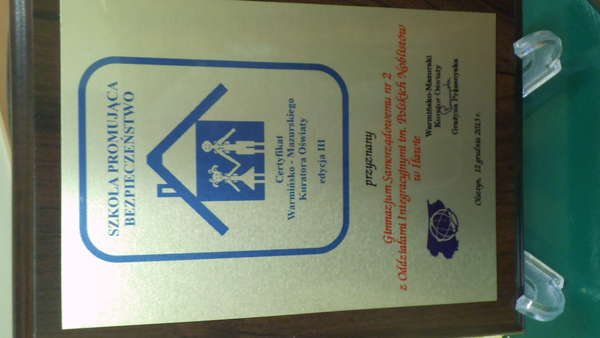 SZKOŁA PROMUJĄCA
BEZPIECZEŃSTWO
Certyfikat
Warmińsko - Mazurskiego
Kuratora Oświaty
edycja III
przyznany
Gimnazjum Samorządowemu nr 2
z Oddziałami Integracyjnymi im. Polskich Noblistów
w Iławie
Warmińsko-Mazurski
Kurator Oświaty
Grażyna Przasnyska
Olsztyn, 12 grudnia 2013 r.